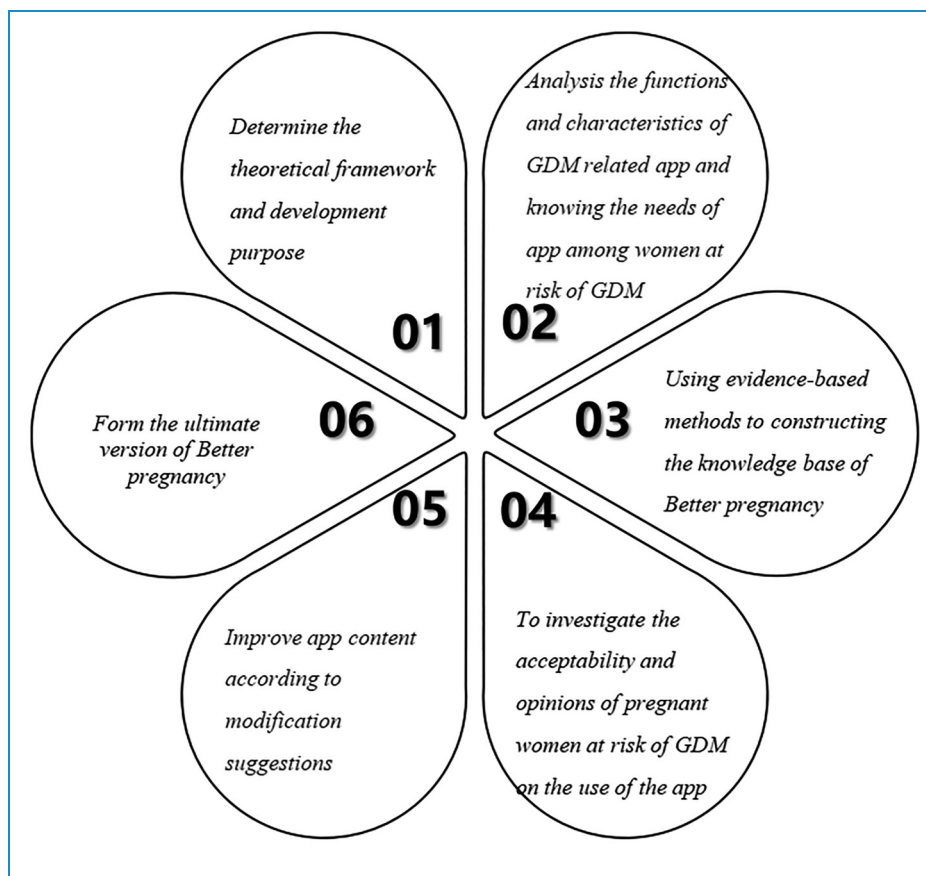 Determine the
theoretical framework
and development
purpose
01
Analysis the functions
and characteristics of
GDM related app and
knowing the needs of
app among women at
risk of GDM
02
Using evidence-based
methods to constructing
the knowledge base of
Better pregnancy
03
To investigate the
acceptability and
opinions of pregnant
women at risk of GDM
on the use of the app
04
Improve app content
according to
modification
suggestions
05
Form the ultimate
version of Better
pregnancy
06